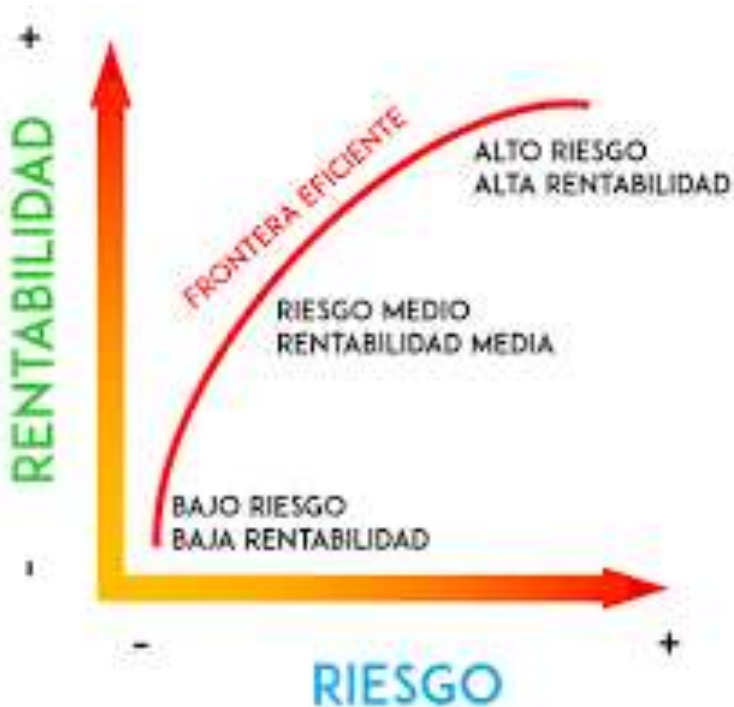 +
RENTABILIDAD
-
FRONTERA EFICIENTE
ALTO RIESGO
ALTA RENTABILIDAD
RIESGO MEDIO
RENTABILIDAD MEDIA
BAJO RIESGO
BAJA RENTABILIDAD
- +
RIESGO